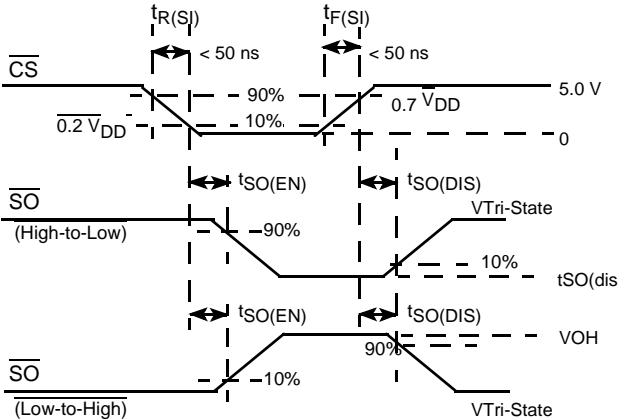 tR(SI) tF(SI)
< 50 ns < 50 ns
CS
90% 0.7 VDD 5.0 V
0.2 VDD 10% 0
tSO(EN) tSO(DIS)
SO VTri-State
(High-to-Low) 90%
10%
tSO(dis
tSO(EN) tSO(DIS)
VOH
90%
SO 10%
(Low-to-High) VTri-State